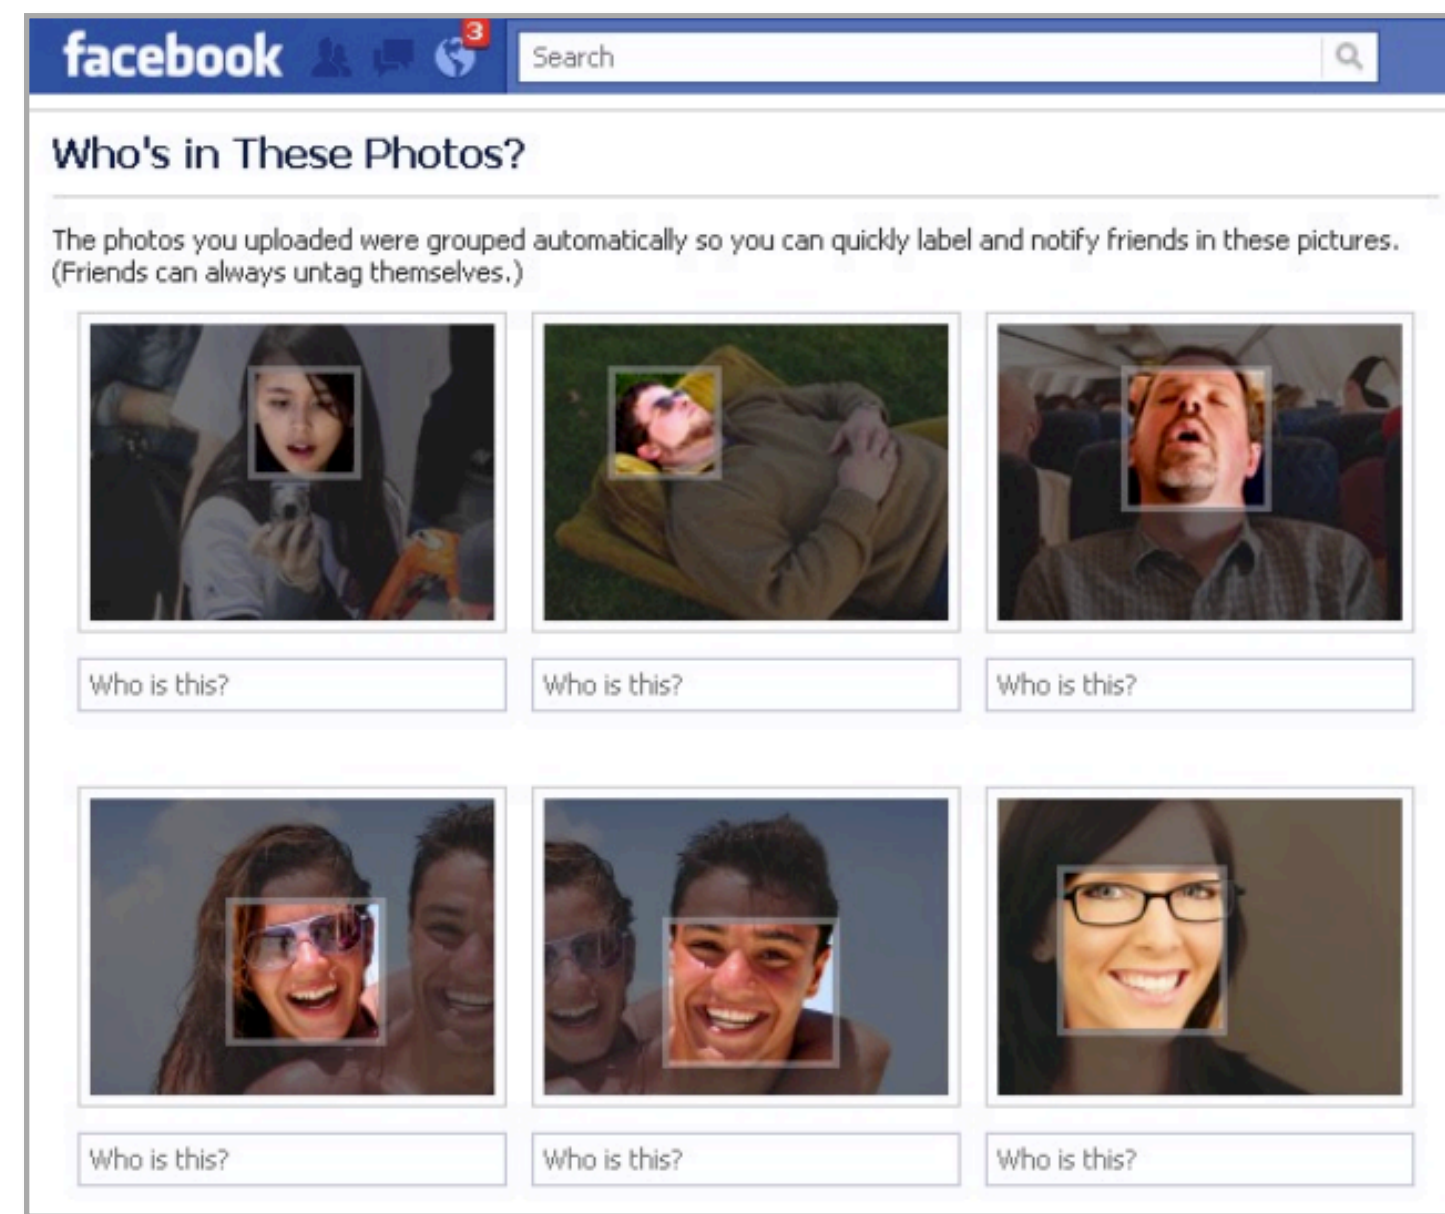 facebook
3
Search
Who's in These Photos?
The photos you uploaded were grouped automatically so you can quickly label and notify friends in these pictures.
(Friends can always untag themselves.)
Who is this?
Who is this?
Who is this?
Who is this?
Who is this?
Who is this?